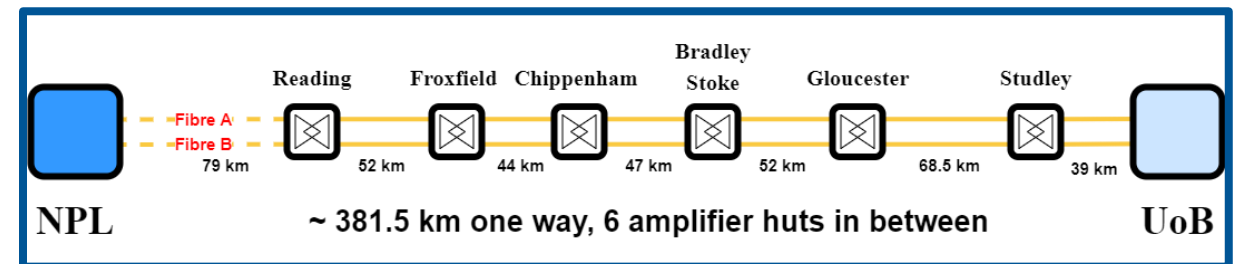 Bradley
Reading Froxfield Chippenham Stoke Gloucester Studley
Fibre A
Fibre B
79 km 52 km 44 km 47 km 52 km 68.5 km 39 km
NPL ~ 381.5 km one way, 6 amplifier huts in between UoB